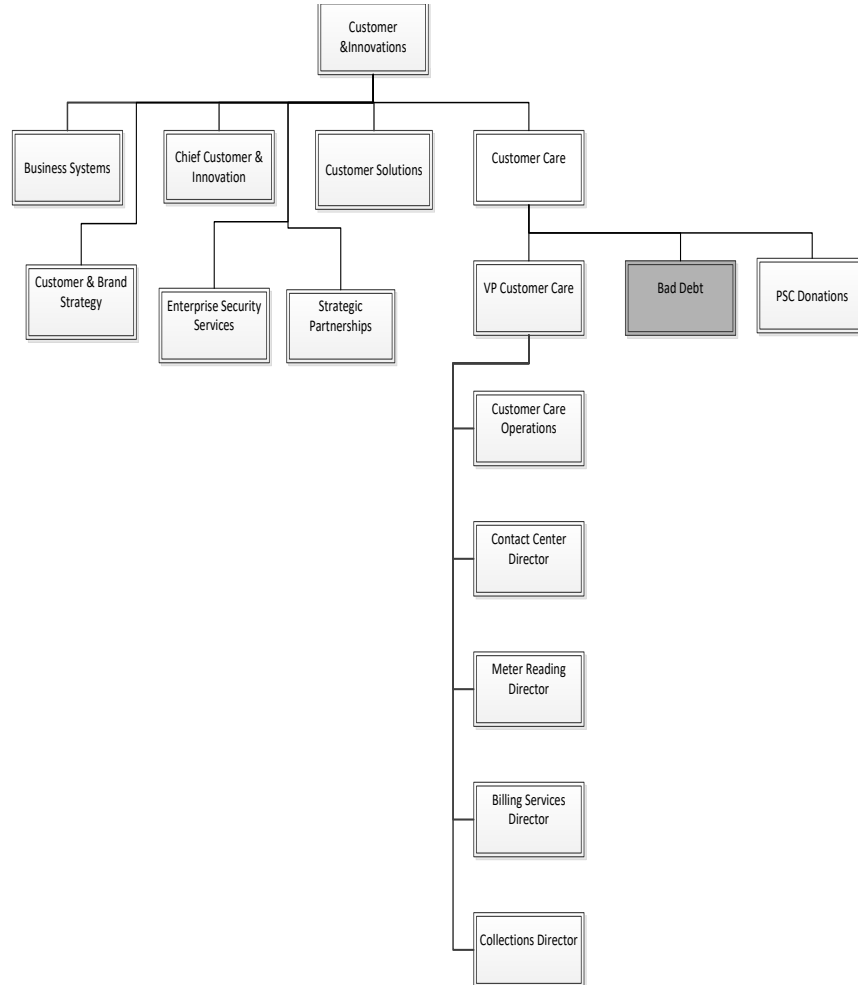 Customer
&Innovations
Business Systems
Chief Customer &
Innovation
Customer Solutions
Customer Care
Customer & Brand
Strategy
Enterprise Security
Services
Strategic
Partnerships
VP Customer Care
Bad Debt
PSC Donations
Customer Care
Operations
Contact Center
Director
Meter Reading
Director
Billing Services
Director
Collections Director